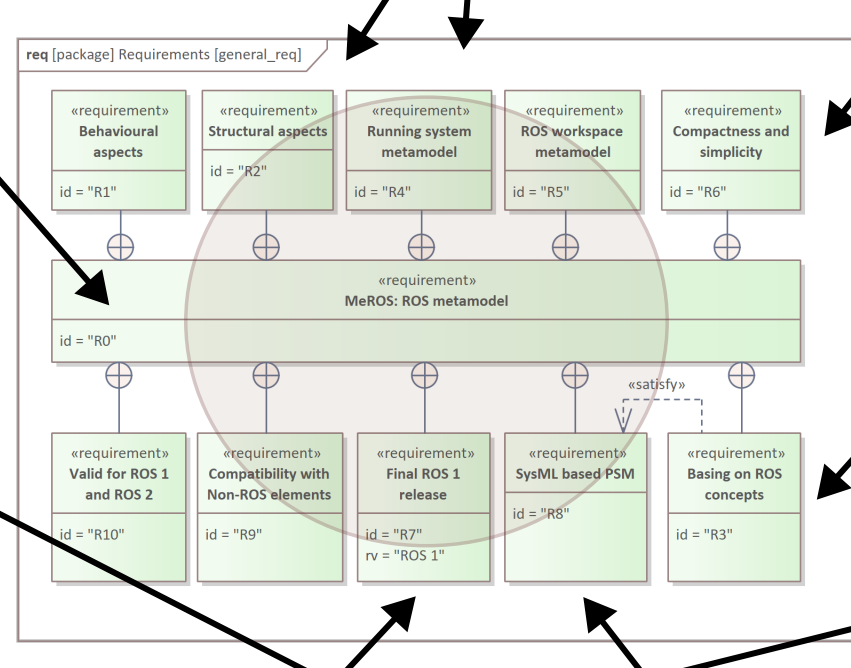 req [package] Requirements [general_req]
«requirement»
Behavioural
aspects
id = "R1"
«requirement»
Structural aspects
id = "R2"
«requirement»
Running system
metamodel
id = "R4"
«requirement»
ROS workspace
metamodel
id = "R5"
«requirement»
Compactness and
simplicity
id = "R6"
«requirement»
MeROS: ROS metamodel
id = "R0"
«satisfy»
«requirement»
Valid for ROS 1
and ROS 2
id = "R10"
«requirement»
Compatibility with
Non-ROS elements
id = "R9"
«requirement»
Final ROS 1
release
id = "R7"
rv = "ROS 1"
«requirement»
SysML based PSM
id = "R8"
«requirement»
Basing on ROS
concepts
id = "R3"